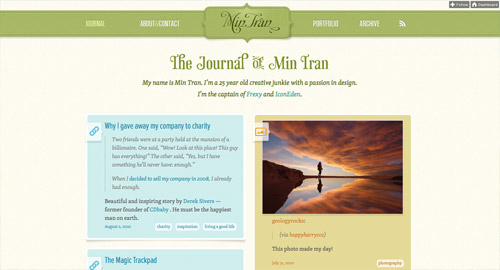 Follow
Dashboard
JOURNAL
ABOUT & CONTACT
Min Tran
PORTFOLIO
ARCHIVE
The Journal of Min Tran
My name is Min Tran. I'm a 25 year old creative junkie with a passion in design.
I'm the captain of Frexy and IconEden.
Why I gave away my company to charity
Two friends were at a party held at the mansion of a
billionaire. One said, "Wow! Look at this place! This guy
has everything!" The other said, "Yes, but I have
something he'll never have: enough."
When I decided to sell my company in 2008, I already
had enough.
Beautiful and inspiring story by Derek Sivers —
former founder of CDbaby . He must be the happiest
man on earth.
August 2, 2010
charity
inspiration
living a good life
The Magic Trackpad
geologyrocks:
(via happyharryxoxo)
This photo made my day!
July 31, 2010
photography